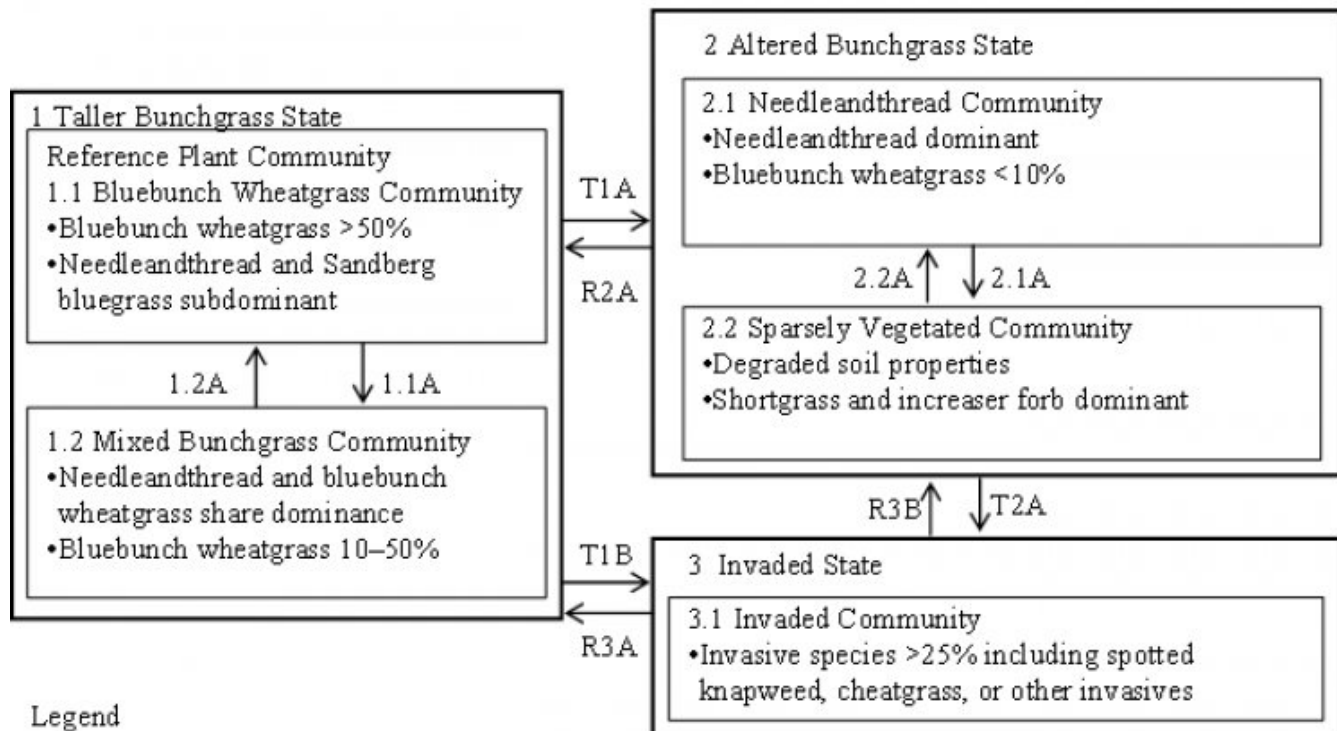 1 Taller Bunchgrass State
Reference Plant Community
1.1 Bluebunch Wheatgrass Community
•Bluebunch wheatgrass >50%
•Needleandthread and Sandberg
bluegrass subdominant
1.2A
1.1A
1.2 Mixed Bunchgrass Community
•Needleandthread and bluebunch
wheatgrass share dominance
•Bluebunch wheatgrass 10–50%
T1A
R2A
T1B
R3A
2 Altered Bunchgrass State
2.1 Needleandthread Community
•Needleandthread dominant
•Bluebunch wheatgrass <10%
2.2A
2.1A
2.2 Sparsely Vegetated Community
•Degraded soil properties
•Shortgrass and increaser forb dominant
R3B
T2A
3 Invaded State
3.1 Invaded Community
•Invasive species >25% including spotted
knapweed, cheatgrass, or other invasives
Legend